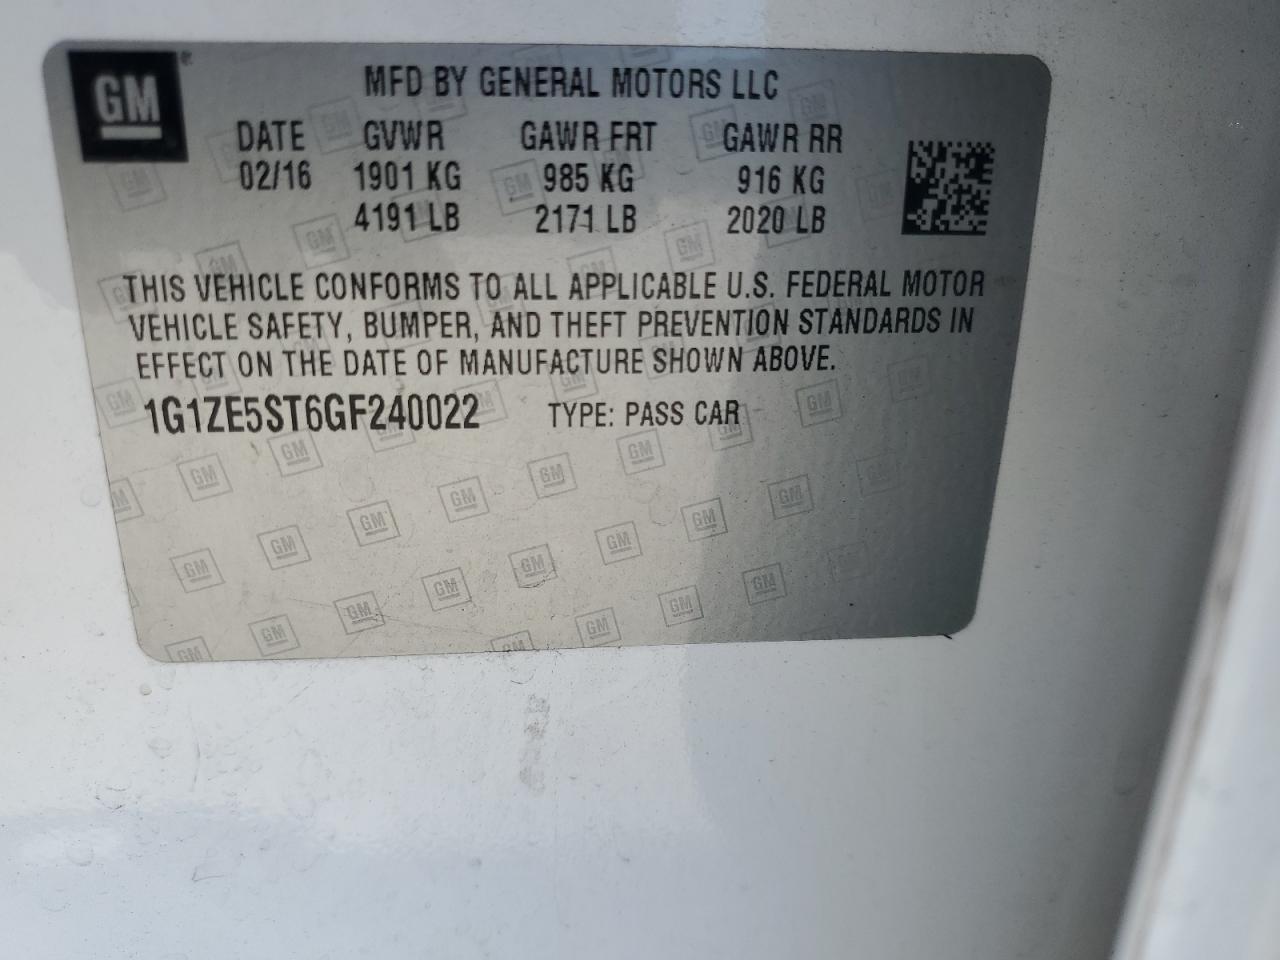 GM
MFD BY GENERAL MOTORS LLC
DATE GVWR GAWR FRT GAWR RR
02/16 1901 KG 985 KG 916 KG
4191 LB 2171 LB 2020 LB
THIS VEHICLE CONFORMS TO ALL APPLICABLE U.S. FEDERAL MOTOR
VEHICLE SAFETY, BUMPER, AND THEFT PREVENTION STANDARDS IN
EFFECT ON THE DATE OF MANUFACTURE SHOWN ABOVE.
1G1ZE5ST6GF240022 TYPE: PASS CAR